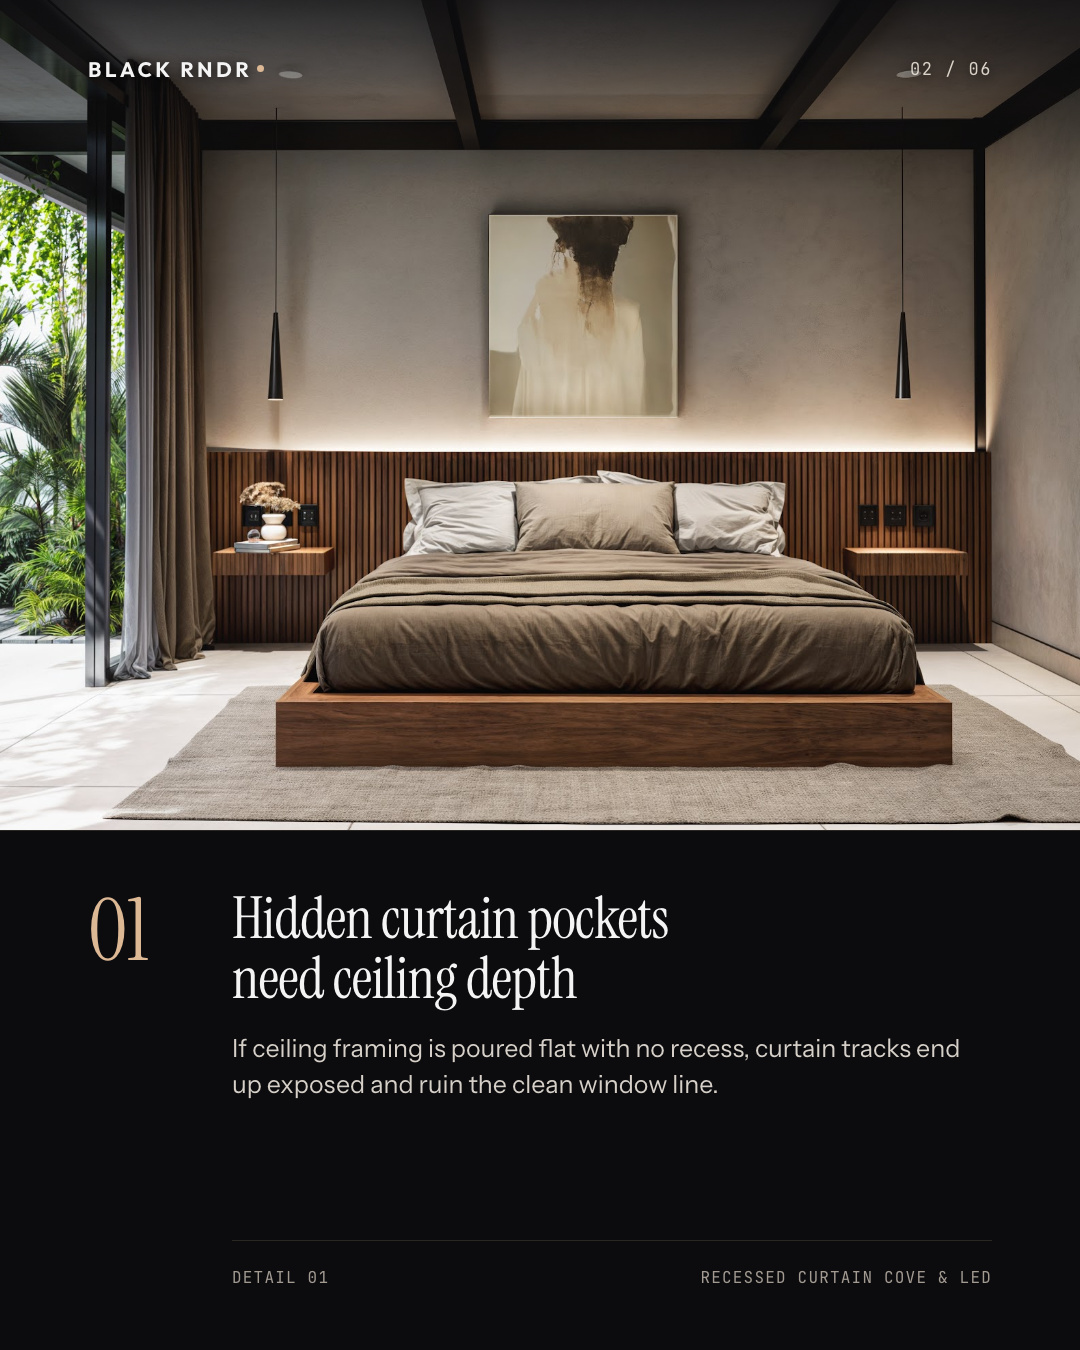 BLACK RNDR
02 / 06
01
Hidden curtain pockets
need ceiling depth
If ceiling framing is poured flat with no recess, curtain tracks end
up exposed and ruin the clean window line.
DETAIL 01
RECESSED CURTAIN COVE & LED